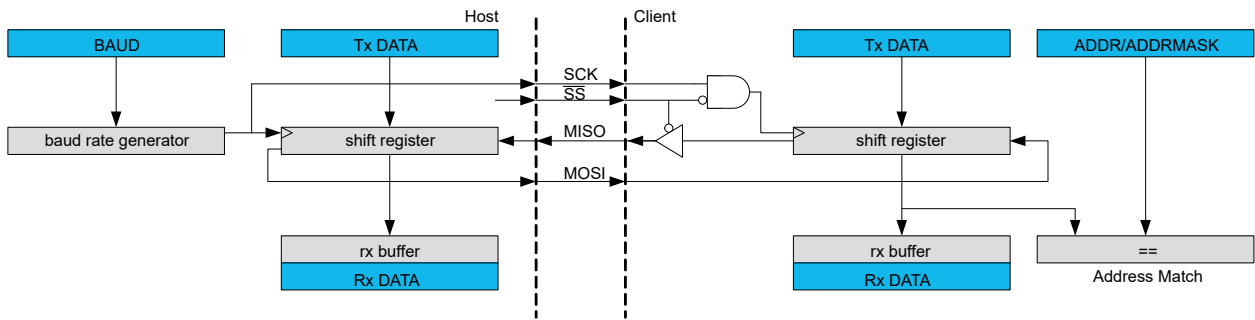 Host
Client
BAUD
Tx DATA
Tx DATA
ADDR/ADDRMASK
SCK
SS
baud rate generator
shift register
MISO
shift register
MOSI
rx buffer
rx buffer
==
Rx DATA
Rx DATA
Address Match